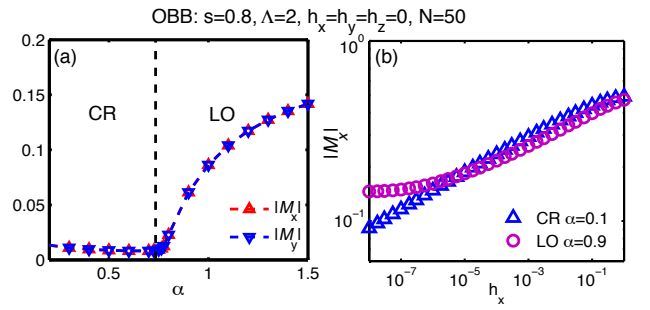 OBB: s=0.8, Λ=2, h_x=h_y=h_z=0, N=50
(a)
CR
LO
|M_x|
|M_y|
0.2
0.15
0.1
0.05
0
0.5
1
1.5
α
(b)
|M_x|
10^0
10^-1
CR α=0.1
LO α=0.9
10^-7
10^-5
10^-3
10^-1
h_x